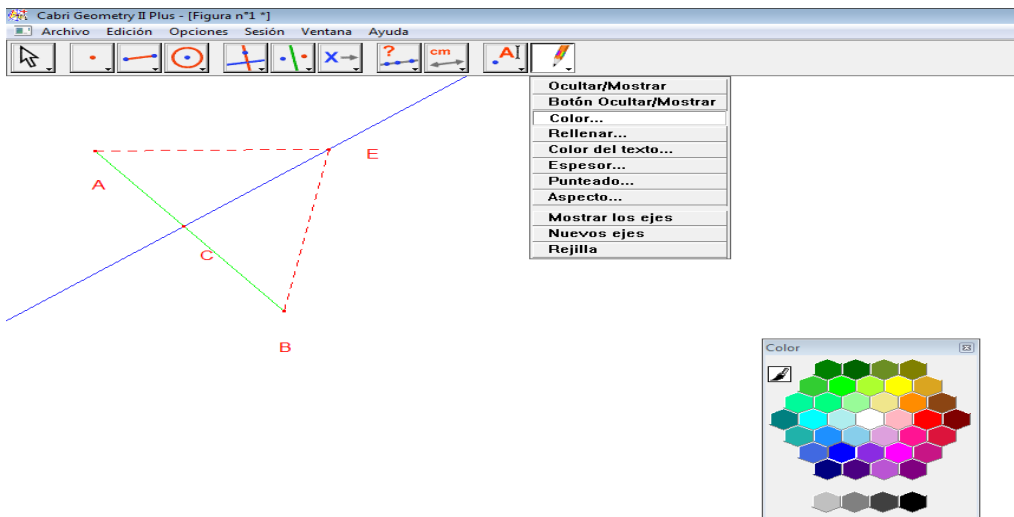 Cabri Geometry II Plus - [Figura n°1 *]
Archivo Edición Opciones Sesión Ventana Ayuda
? cm AI
X
Ocultar/Mostrar
Botón Ocultar/Mostrar
Color...
Rellenar...
Color del texto...
Espesor...
Punteado...
Aspecto...
Mostrar los ejes
Nuevos ejes
Rejilla
E
A
C
B
Color